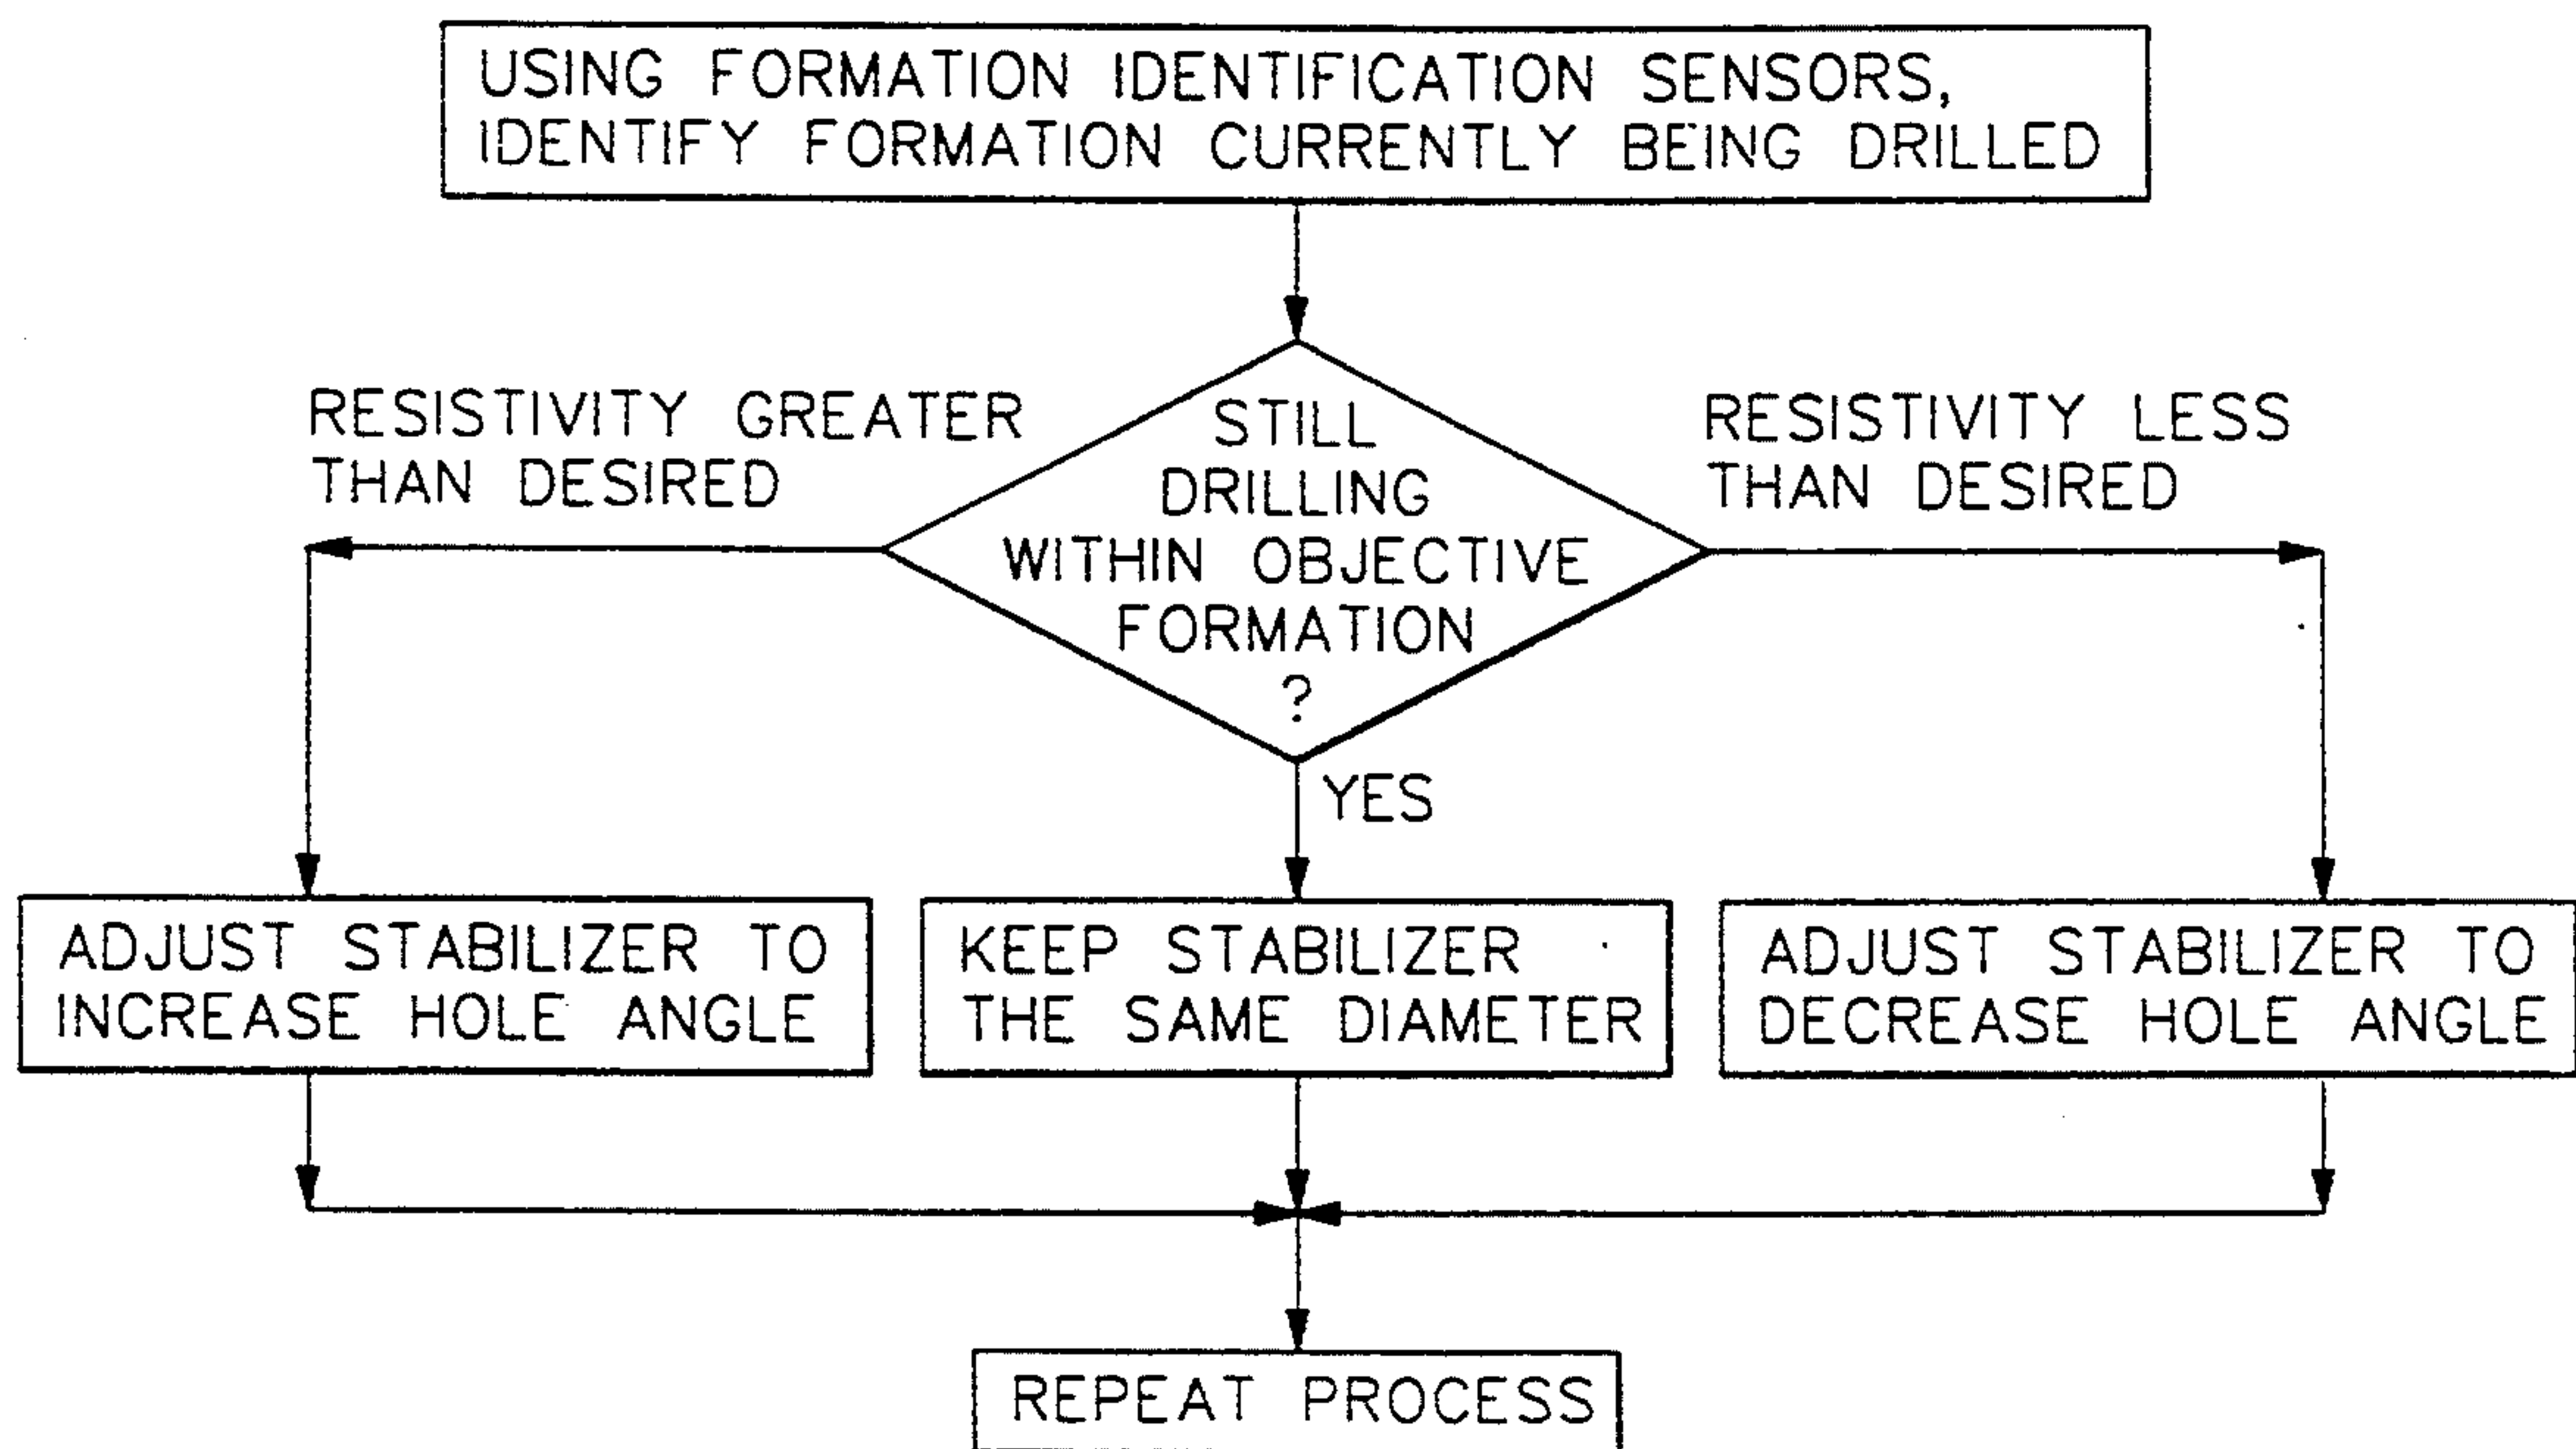 USING FORMATION IDENTIFICATION SENSORS,
IDENTIFY FORMATION CURRENTLY BEING DRILLED
RESISTIVITY GREATER
THAN DESIRED
STILL
DRILLING
WITHIN OBJECTIVE
FORMATION
?
RESISTIVITY LESS
THAN DESIRED
YES
ADJUST STABILIZER TO
INCREASE HOLE ANGLE
KEEP STABILIZER
THE SAME DIAMETER
ADJUST STABILIZER TO
DECREASE HOLE ANGLE
REPEAT PROCESS